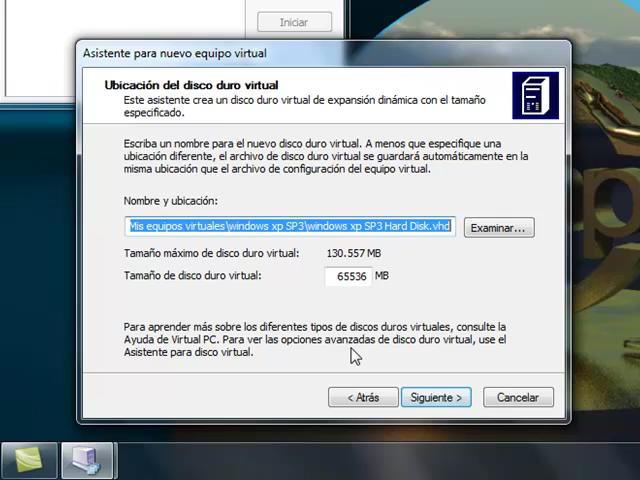 Iniciar
Asistente para nuevo equipo virtual
Ubicación del disco duro virtual
Este asistente crea un disco duro virtual de expansión dinámica con el tamaño
especificado.
Escriba un nombre para el nuevo disco duro virtual. A menos que especifique una
ubicación diferente, el archivo de disco duro virtual se guardará automáticamente en la
misma ubicación que el archivo de configuración del equipo virtual.
Nombre y ubicación:
Mis equipos virtuales\windows xp SP3\windows xp SP3 Hard Disk.vhd
Examinar...
Tamaño máximo de disco duro virtual: 130.557 MB
Tamaño de disco duro virtual: 65536 MB
Para aprender más sobre los diferentes tipos de discos duros virtuales, consulte la
Ayuda de Virtual PC. Para ver las opciones avanzadas de disco duro virtual, use el
Asistente para disco virtual.
< Atrás Siguiente > Cancelar